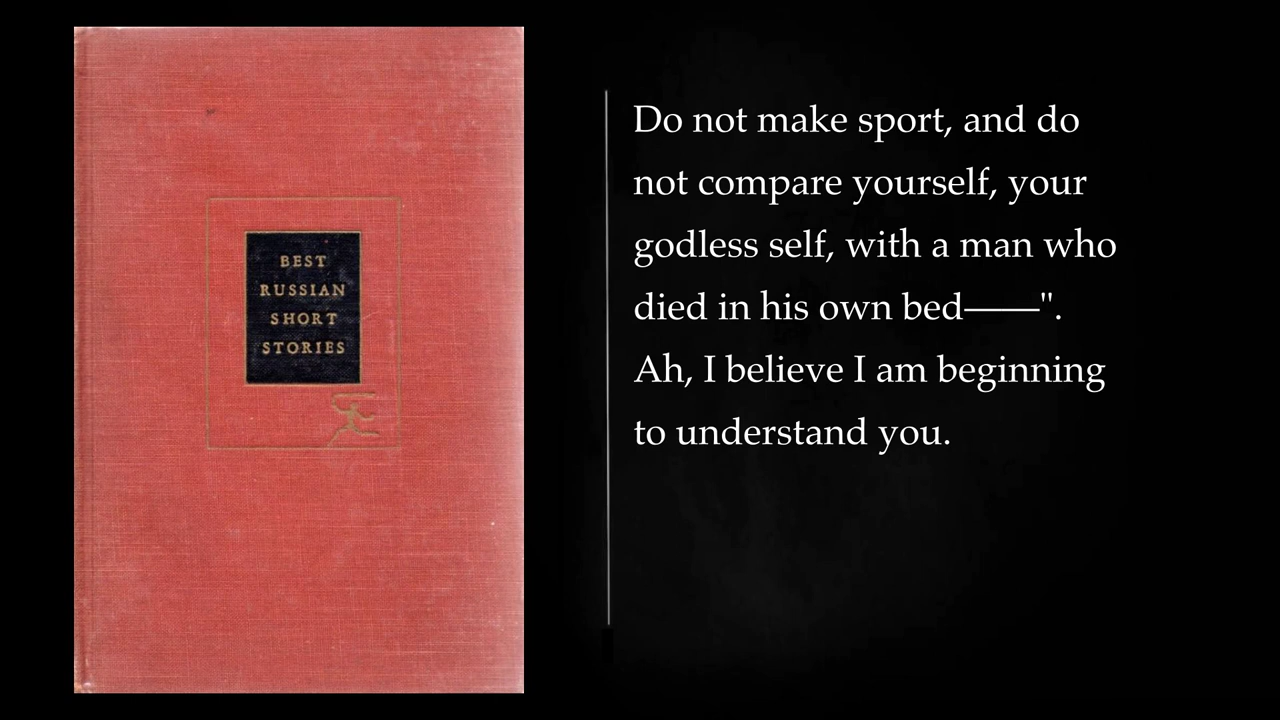 BEST
RUSSIAN
SHORT
STORIES
Do not make sport, and do
not compare yourself, your
godless self, with a man who
died in his own bed——".
Ah, I believe I am beginning
to understand you.